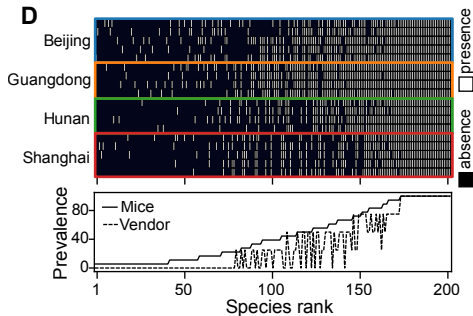 D
Beijing
Guangdong
Hunan
Shanghai
presence
absence
Prevalence
80
40
0
Mice
Vendor
1 50 100 150 200
Species rank